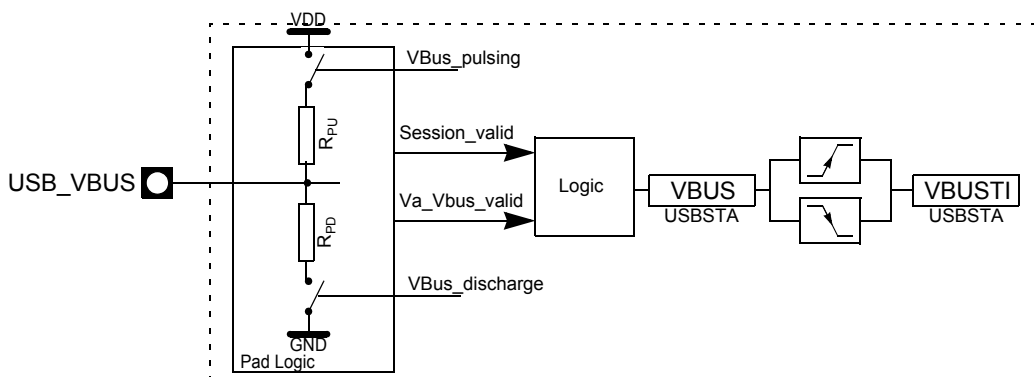 VDD
VBus_pulsing
RPU
Session_valid
USB_VBUS
Logic
VBUS
VBUSTI
USBSTA
USBSTA
Va_Vbus_valid
RPD
VBus_discharge
GND
Pad Logic